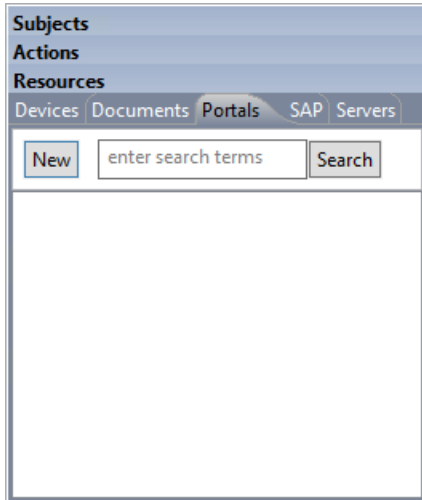 Subjects
Actions
Resources
Devices Documents Portals SAP Servers
New enter search terms Search